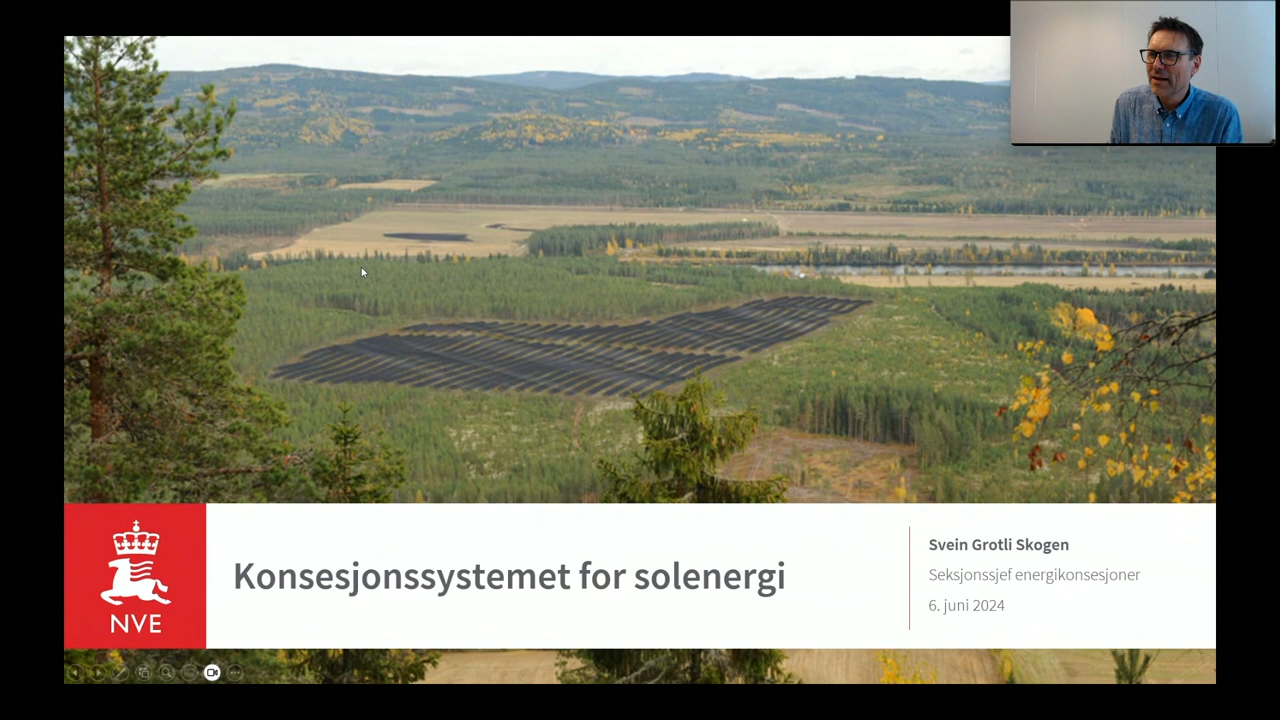 NVE
Konsesjonssystemet for solenergi
Svein Grotli Skogen
Seksjonssjef energikonsesjoner
6. juni 2024